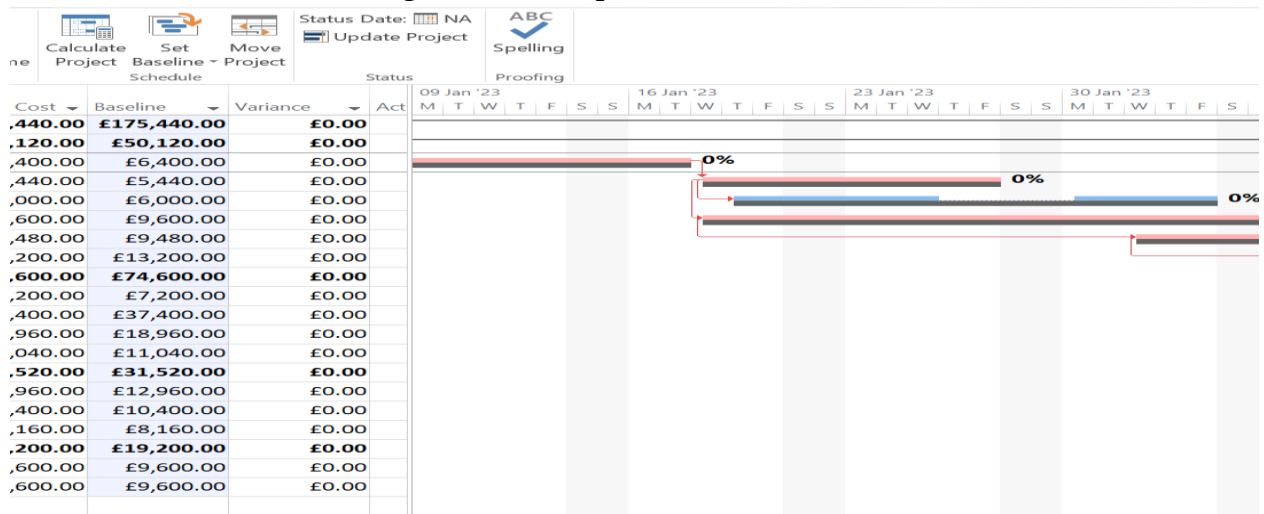 Status Date: NA
ABC
Calculate Project
Set Baseline
Move Project
Update Project
Spelling
Schedule
Status
Proofing
09 Jan '23 16 Jan '23 23 Jan '23 30 Jan '23
Cost Baseline Variance Act M T W T F S S M T W T F S S M T W T F S S M T W T F S
,440.00 £175,440.00 £0.00
,120.00 £50,120.00 £0.00
,400.00 £6,400.00 £0.00 0%
,440.00 £5,440.00 £0.00 0%
,000.00 £6,000.00 £0.00 0%
,600.00 £9,600.00 £0.00
,480.00 £9,480.00 £0.00
,200.00 £13,200.00 £0.00
,600.00 £74,600.00 £0.00
,200.00 £7,200.00 £0.00
,400.00 £37,400.00 £0.00
,960.00 £18,960.00 £0.00
,040.00 £11,040.00 £0.00
,520.00 £31,520.00 £0.00
,960.00 £12,960.00 £0.00
,400.00 £10,400.00 £0.00
,160.00 £8,160.00 £0.00
,200.00 £19,200.00 £0.00
,600.00 £9,600.00 £0.00
,600.00 £9,600.00 £0.00